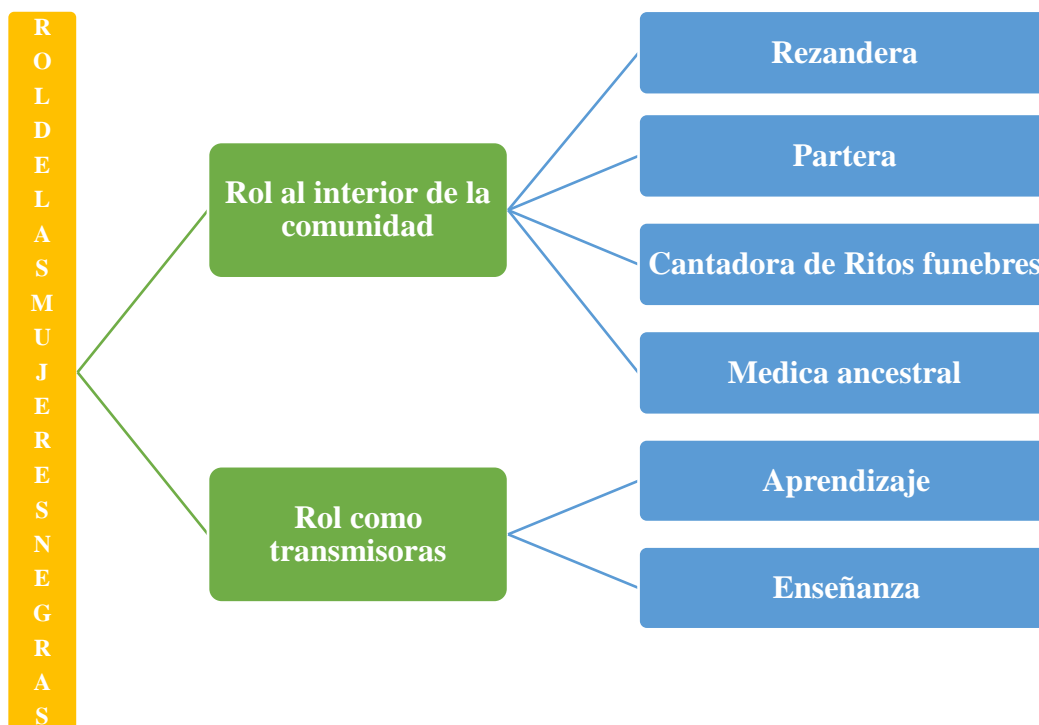 ROLDELASMUJERESNEGRAS
Rol al interior de la
comunidad
Rezandera
Partera
Cantadora de Ritos funebres
Medica ancestral
Rol como
transmisoras
Aprendizaje
Enseñanza